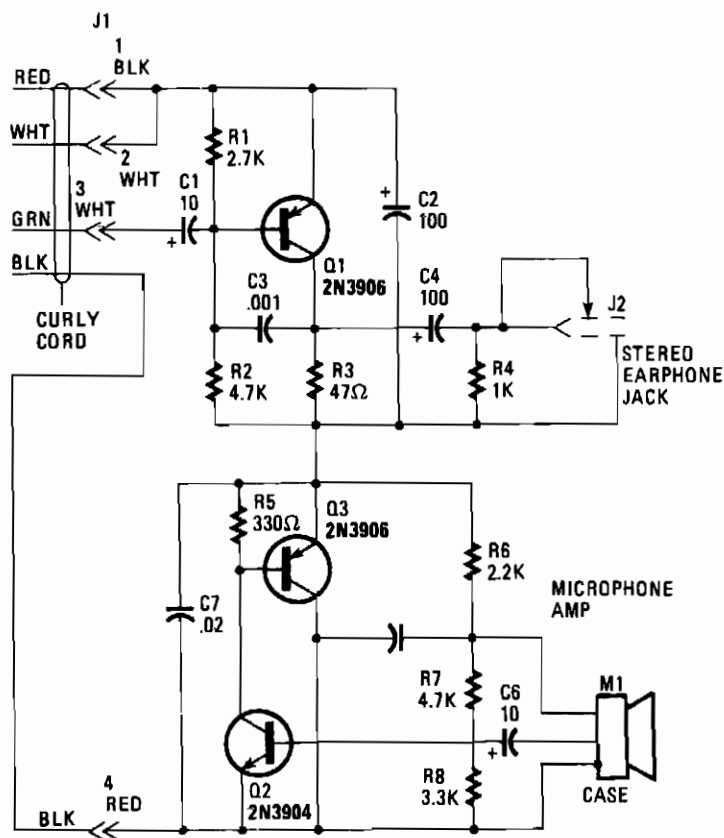 J1
1
BLK
RED
WHT
2
WHT
3
WHT
GRN
BLK
CURLY
CORD
R1
2.7K
C1
10
+
Q1
2N3906
+
C2
100
C3
.001
C4
100
+
J2
STEREO
EARPHONE
JACK
R2
4.7K
R3
47Ω
R4
1K
R5
330Ω
Q3
2N3906
R6
2.2K
MICROPHONE
AMP
C7
.02
R7
4.7K
C6
10
+
M1
R8
3.3K
CASE
Q2
2N3904
4
RED
BLK